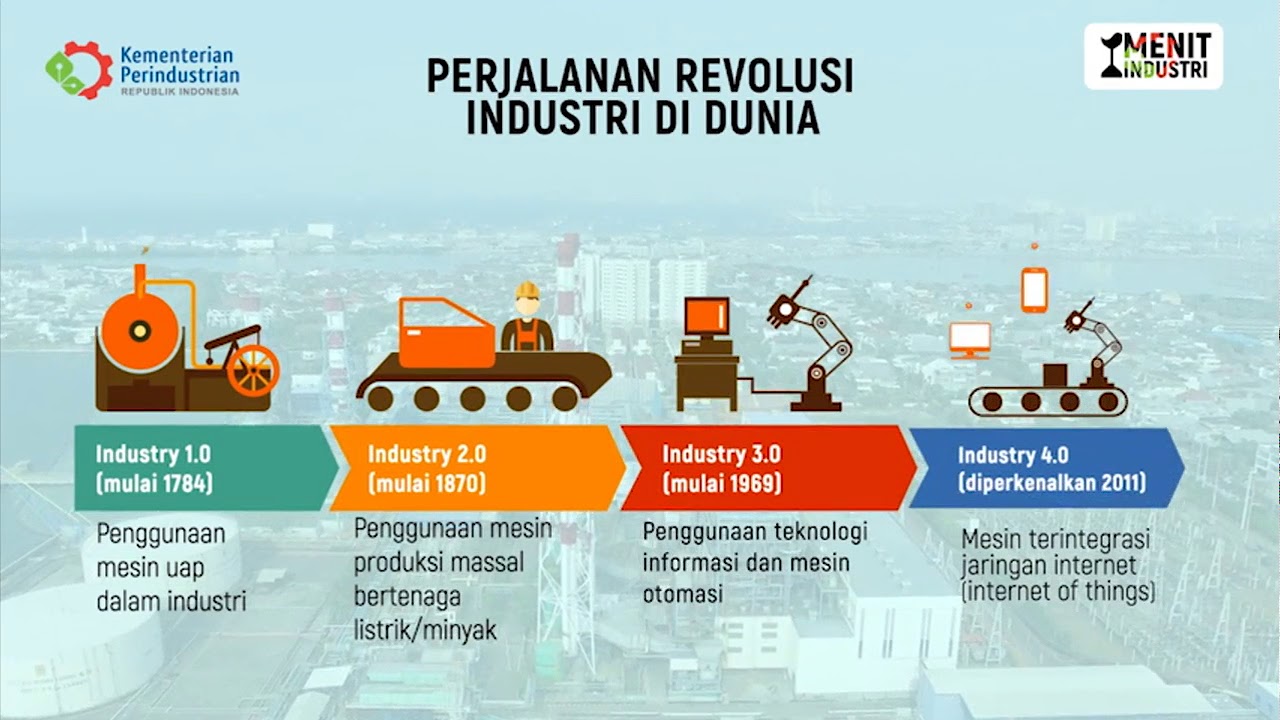 Kementerian
Perindustrian
REPUBLIK INDONESIA
PERJALANAN REVOLUSI
INDUSTRI DI DUNIA
MENIT
INDUSTRI
Industry 1.0
(mulai 1784)
Penggunaan
mesin uap
dalam industri
Industry 2.0
(mulai 1870)
Penggunaan mesin
produksi massal
bertenaga
listrik/minyak
Industry 3.0
(mulai 1969)
Penggunaan teknologi
informasi dan mesin
otomasi
Industry 4.0
(diperkenalkan 2011)
Mesin terintegrasi
jaringan internet
(internet of things)